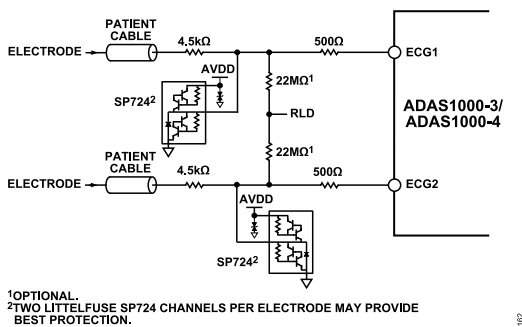 PATIENT
CABLE
ELECTRODE
4.5kΩ
500Ω
ECG1
AVDD
22MΩ¹
SP724²
RLD
ADAS1000-3/
ADAS1000-4
22MΩ¹
PATIENT
CABLE
ELECTRODE
4.5kΩ
500Ω
ECG2
AVDD
SP724²
¹OPTIONAL.
²TWO LITTELFUSE SP724 CHANNELS PER ELECTRODE MAY PROVIDE
BEST PROTECTION.
162